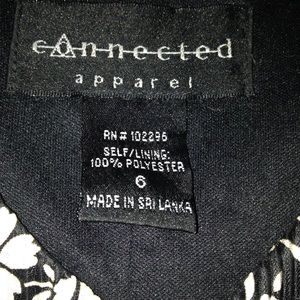 connected
apparel
RN# 102296
SELF/LINING:
100% POLYESTER
6
MADE IN SRI LANKA